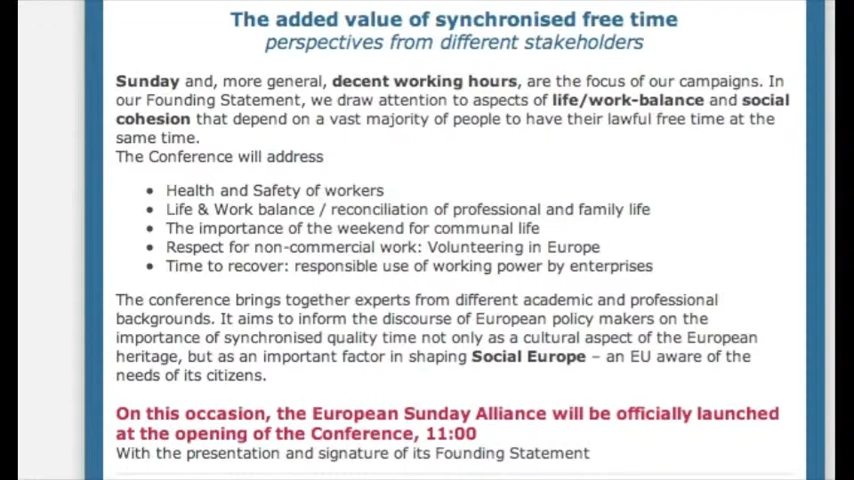 The added value of synchronised free time
perspectives from different stakeholders
Sunday and, more general, decent working hours, are the focus of our campaigns. In
our Founding Statement, we draw attention to aspects of life/work-balance and social
cohesion that depend on a vast majority of people to have their lawful free time at the
same time.
The Conference will address
• Health and Safety of workers
• Life & Work balance / reconciliation of professional and family life
• The importance of the weekend for communal life
• Respect for non-commercial work: Volunteering in Europe
• Time to recover: responsible use of working power by enterprises
The conference brings together experts from different academic and professional
backgrounds. It aims to inform the discourse of European policy makers on the
importance of synchronised quality time not only as a cultural aspect of the European
heritage, but as an important factor in shaping Social Europe – an EU aware of the
needs of its citizens.
On this occasion, the European Sunday Alliance will be officially launched
at the opening of the Conference, 11:00
With the presentation and signature of its Founding Statement